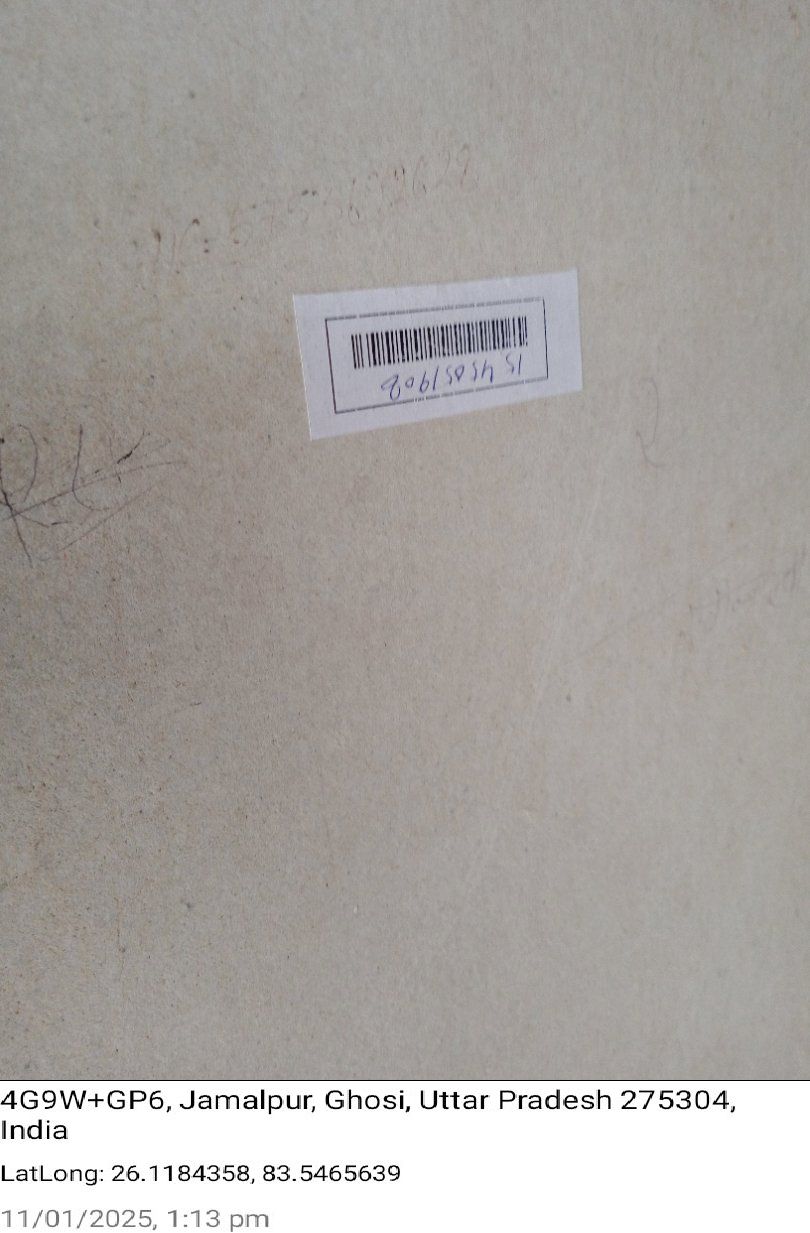 15 45051902
4G9W+GP6, Jamalpur, Ghosi, Uttar Pradesh 275304,
India
LatLong: 26.1184358, 83.5465639
11/01/2025, 1:13 pm